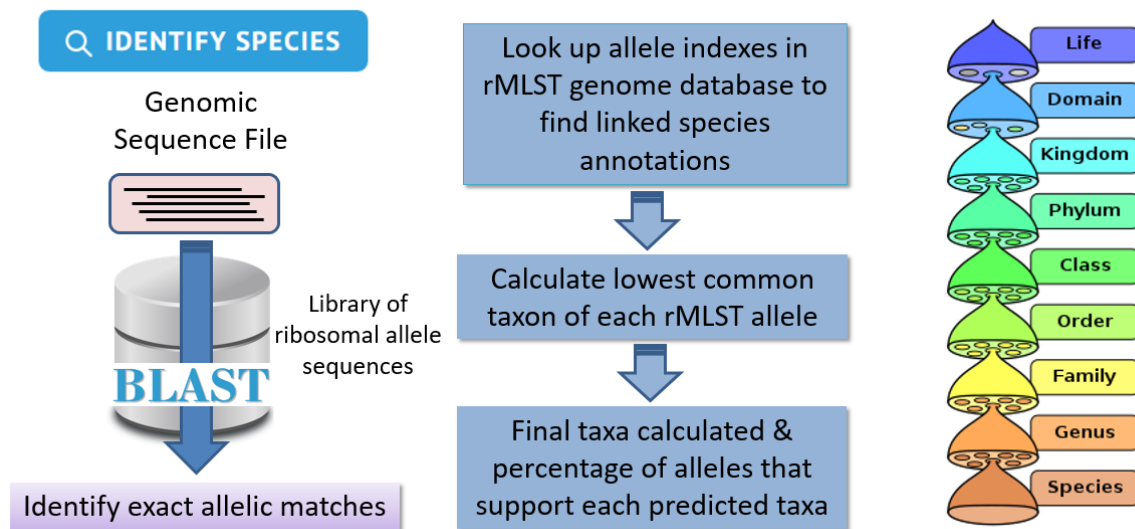 IDENTIFY SPECIES
Genomic
Sequence File
Library of
ribosomal allele
sequences
BLAST
Identify exact allelic matches
Look up allele indexes in
rMLST genome database to
find linked species
annotations
Calculate lowest common
taxon of each rMLST allele
Final taxa calculated &
percentage of alleles that
support each predicted taxa
Life
Domain
Kingdom
Phylum
Class
Order
Family
Genus
Species